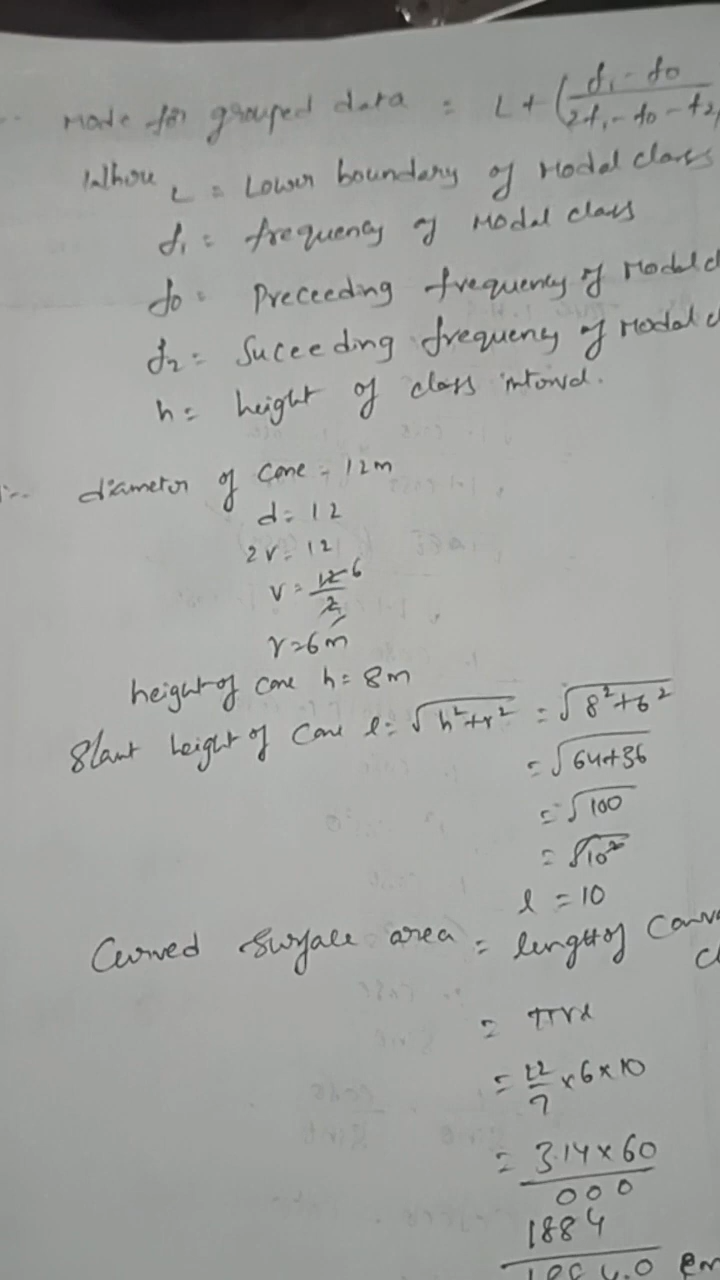 Mode for grouped data = L + (f1 - f0 / 2f1 - f0 - f2
Where L = Lower boundary of Modal class
f1 = frequency of Modal class
f0 = Preceeding frequency of Modal cl
f2 = Suceeding frequency of Modal c
h = height of class
diameter of Cone = 12m
d = 12
2r = 12
r = 12/2 6
r = 6m
height of cone h = 8m
Slant height of Cone l = √h²+r² = √8²+6²
= √64+36
= √100
= √10²
l = 10
Curved Surface area = length of
= πrl
= 22/7 × 6 × 10
= 3.14 × 60
000
1884